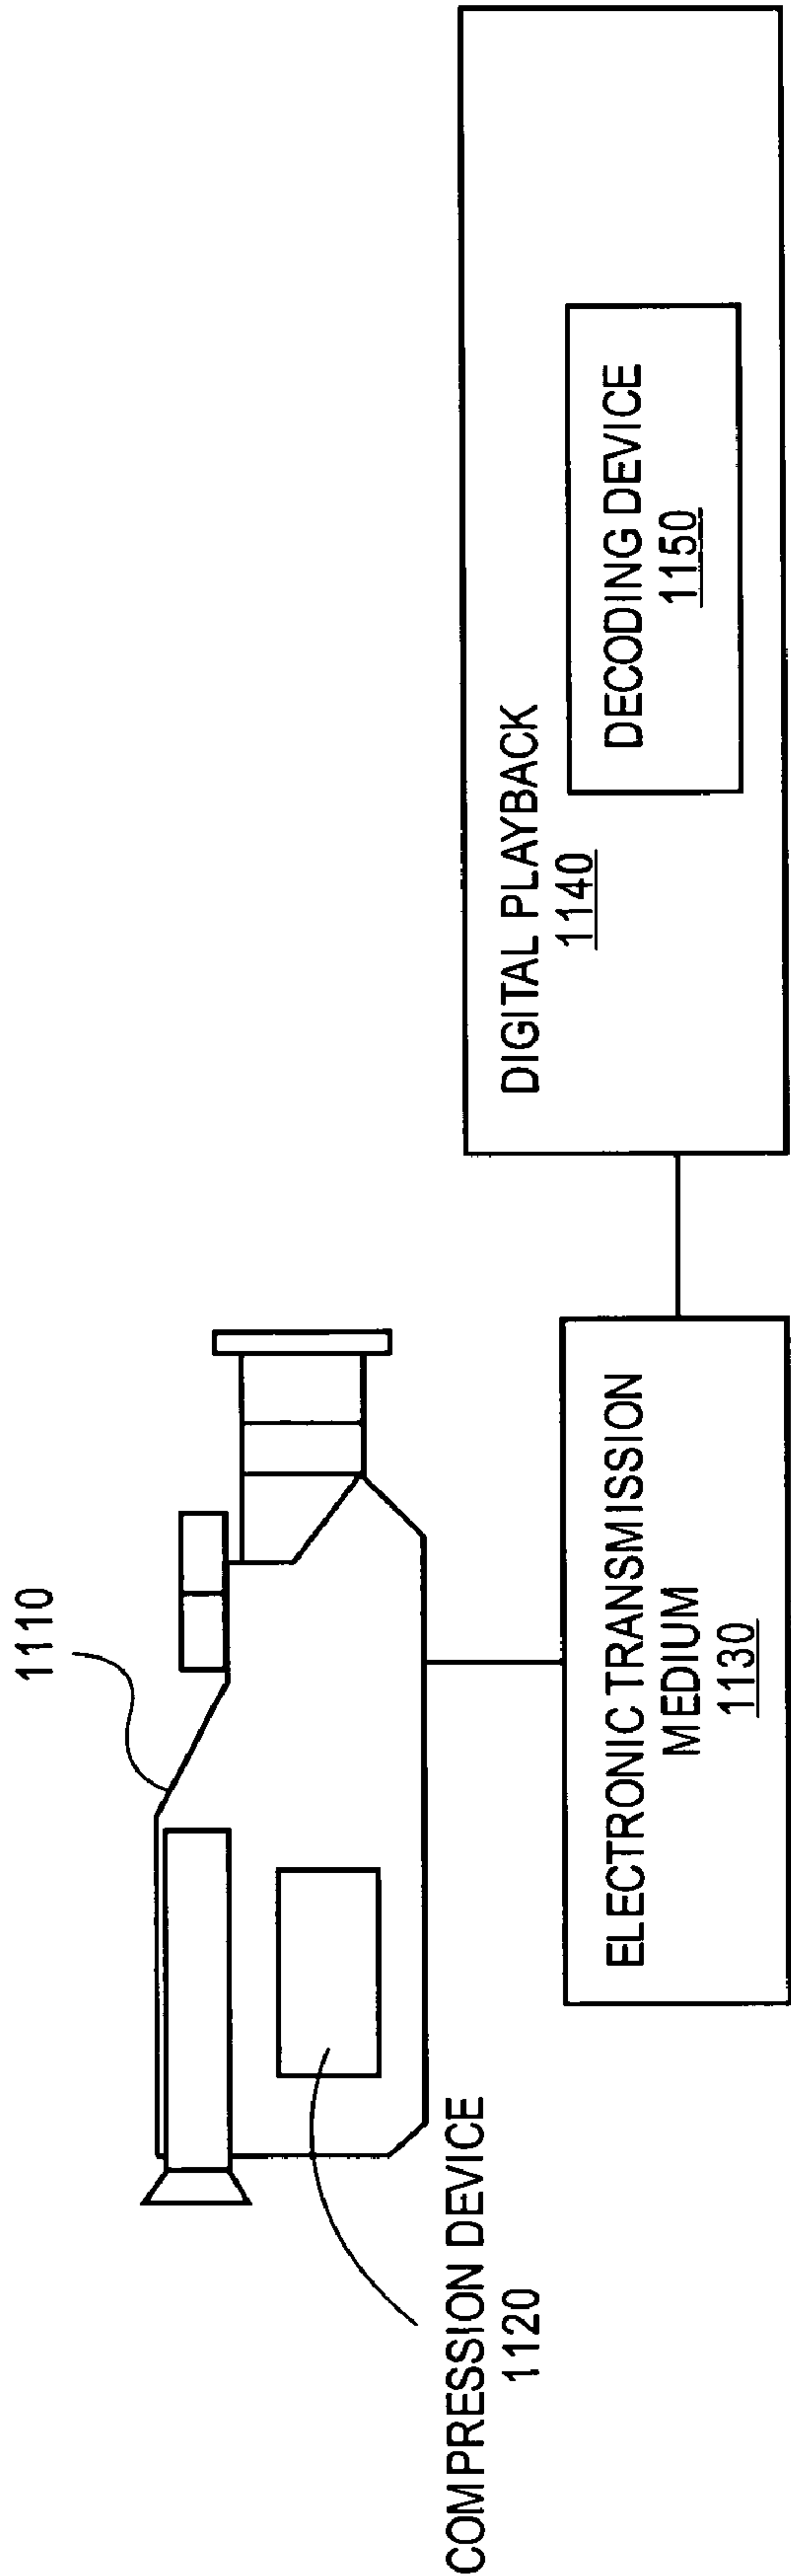 1110
COMPRESSION DEVICE
1120
ELECTRONIC TRANSMISSION
MEDIUM
1130
DIGITAL PLAYBACK
1140
DECODING DEVICE
1150